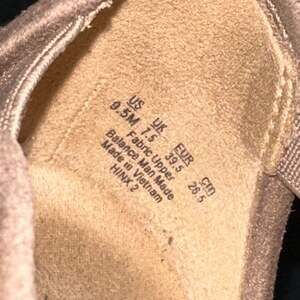 US UK EUR cm
9.5M 7.5 39.5 26.5
Fabric Upper
Balance Man Made
Made in Vietnam
HINX 2